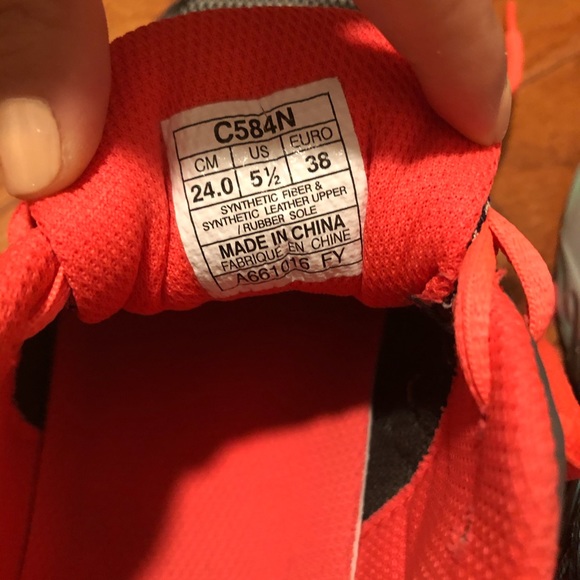 C584N
CM US EURO
24.0 5½ 38
SYNTHETIC FIBER &
SYNTHETIC LEATHER UPPER
/ RUBBER SOLE
MADE IN CHINA
FABRIQUÉ EN CHINE
A661016 FY